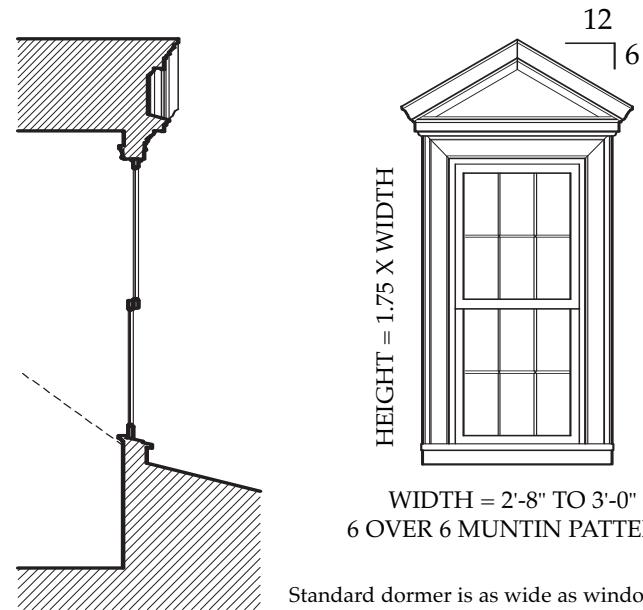 12
6
HEIGHT = 1.75 X WIDTH
WIDTH = 2'-8" TO 3'-0"
6 OVER 6 MUNTIN
Standard dormer is as wide as